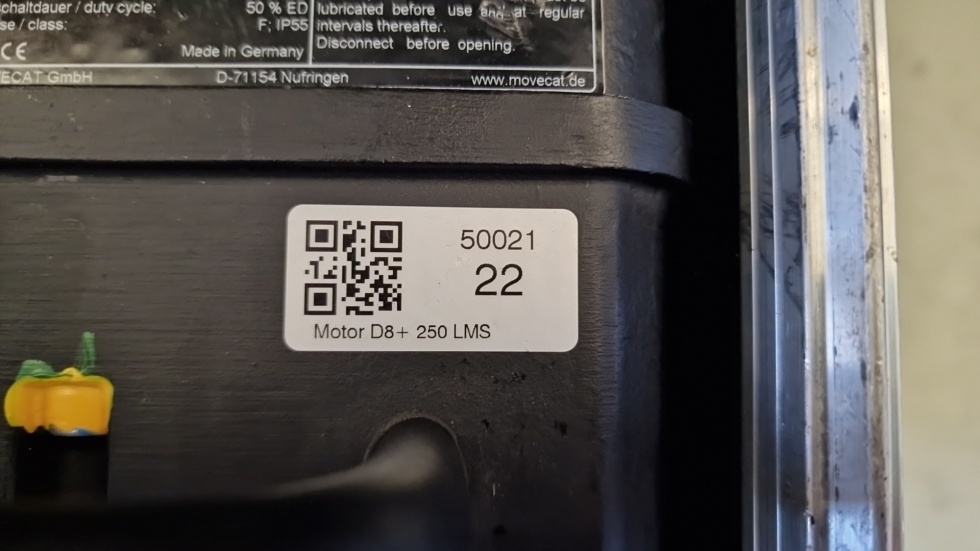 chaltdauer / duty cycle: 50 % ED
se / class: F; IP55
CE
Made in Germany
lubricated before use and at regular
intervals thereafter.
Disconnect before opening.
ECAT GmbH D-71154 Nufringen www.movecat.de
50021
22
Motor D8+ 250 LMS